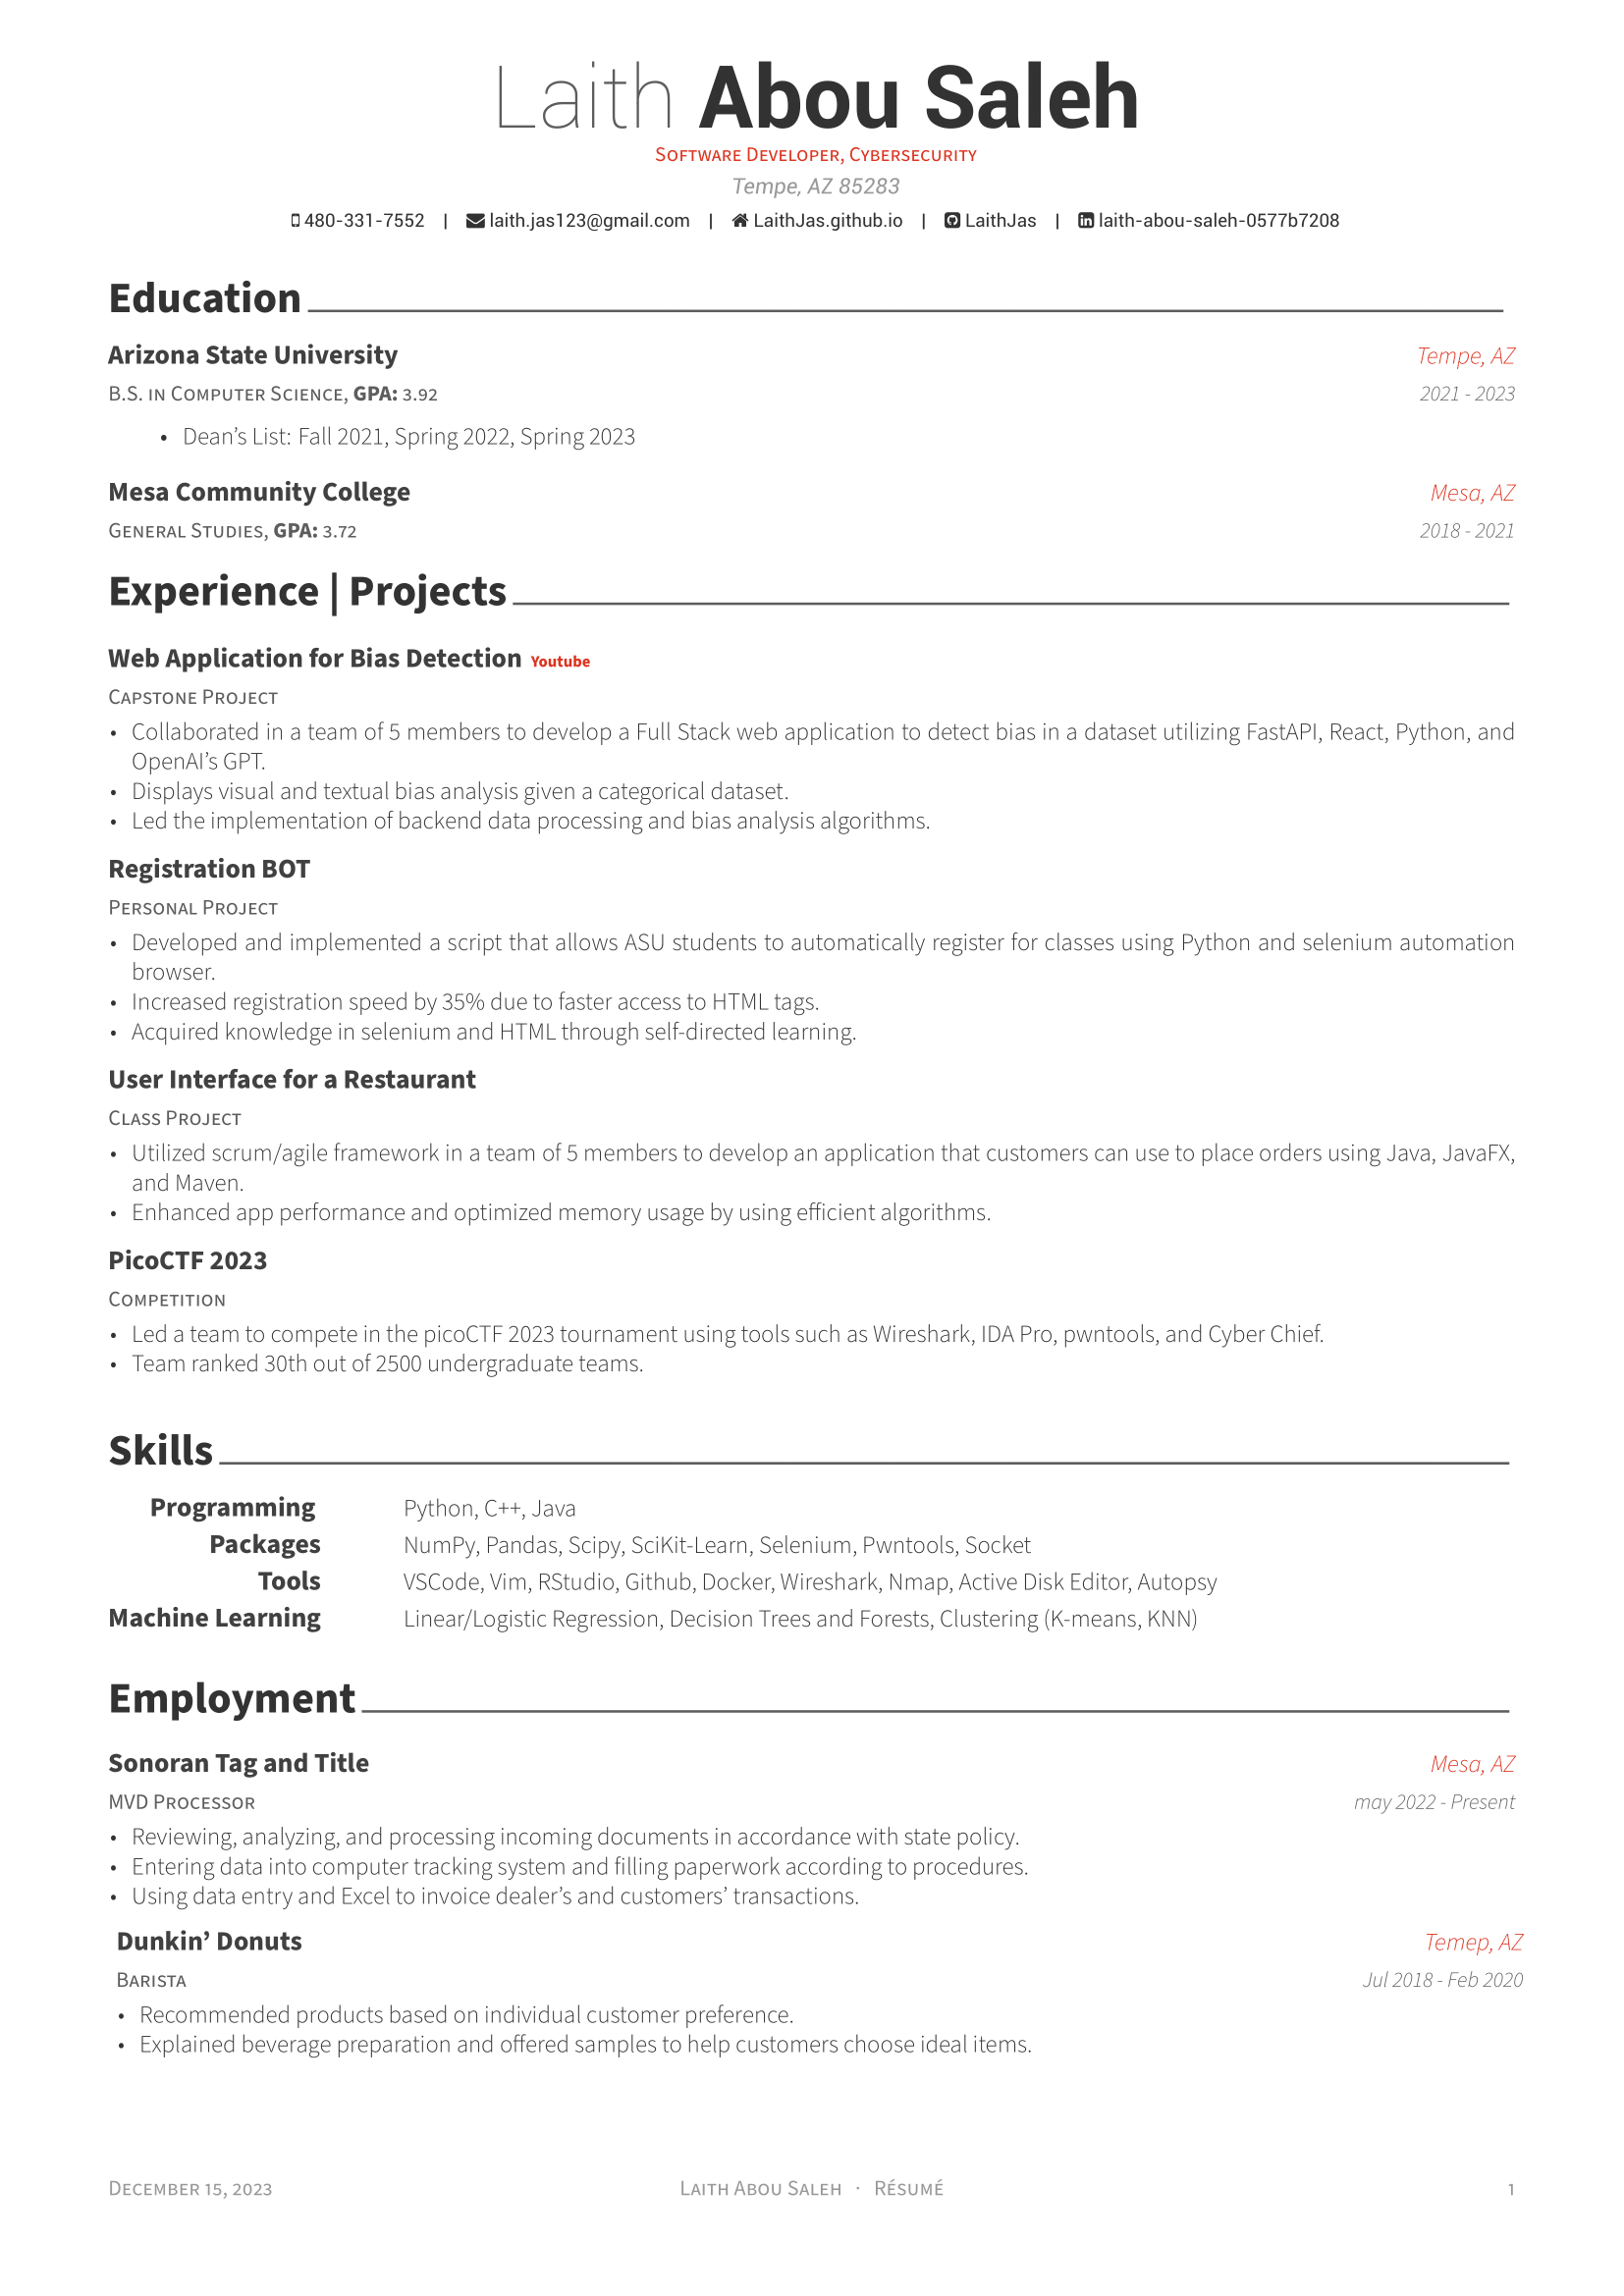 Laith Abou Saleh
Software Developer, Cybersecurity
Tempe, AZ 85283
480-331-7552 | laith.jas123@gmail.com | LaithJas.github.io | LaithJas | laith-abou-saleh-0577b7208
Education
Arizona State University Tempe, AZ
B.S. in Computer Science, GPA: 3.92 2021 - 2023
• Dean’s List: Fall 2021, Spring 2022, Spring 2023
Mesa Community College Mesa, AZ
General Studies, GPA: 3.72 2018 - 2021
Experience | Projects
Web Application for Bias Detection Youtube
Capstone Project
• Collaborated in a team of 5 members to develop a Full Stack web application to detect bias in a dataset utilizing FastAPI, React, Python, and
OpenAI’s GPT.
• Displays visual and textual bias analysis given a categorical dataset.
• Led the implementation of backend data processing and bias analysis algorithms.
Registration BOT
Personal Project
• Developed and implemented a script that allows ASU students to automatically register for classes using Python and selenium automation
browser.
• Increased registration speed by 35% due to faster access to HTML tags.
• Acquired knowledge in selenium and HTML through self-directed learning.
User Interface for a Restaurant
Class Project
• Utilized scrum/agile framework in a team of 5 members to develop an application that customers can use to place orders using Java, JavaFX,
and Maven.
• Enhanced app performance and optimized memory usage by using efficient algorithms.
PicoCTF 2023
Competition
• Led a team to compete in the picoCTF 2023 tournament using tools such as Wireshark, IDA Pro, pwntools, and Cyber Chief.
• Team ranked 30th out of 2500 undergraduate teams.
Skills
Programming Python, C++, Java
Packages NumPy, Pandas, Scipy, SciKit-Learn, Selenium, Pwntools, Socket
Tools VSCode, Vim, RStudio, Github, Docker, Wireshark, Nmap, Active Disk Editor, Autopsy
Machine Learning Linear/Logistic Regression, Decision Trees and Forests, Clustering (K-means, KNN)
Employment
Sonoran Tag and Title Mesa, AZ
MVD Processor may 2022 - Present
• Reviewing, analyzing, and processing incoming documents in accordance with state policy.
• Entering data into computer tracking system and filling paperwork according to procedures.
• Using data entry and Excel to invoice dealer’s and customers’ transactions.
Dunkin’ Donuts Temep, AZ
Barista Jul 2018 - Feb 2020
• Recommended products based on individual customer preference.
• Explained beverage preparation and offered samples to help customers choose ideal items.
December 15, 2023 Laith Abou Saleh · Résumé 1